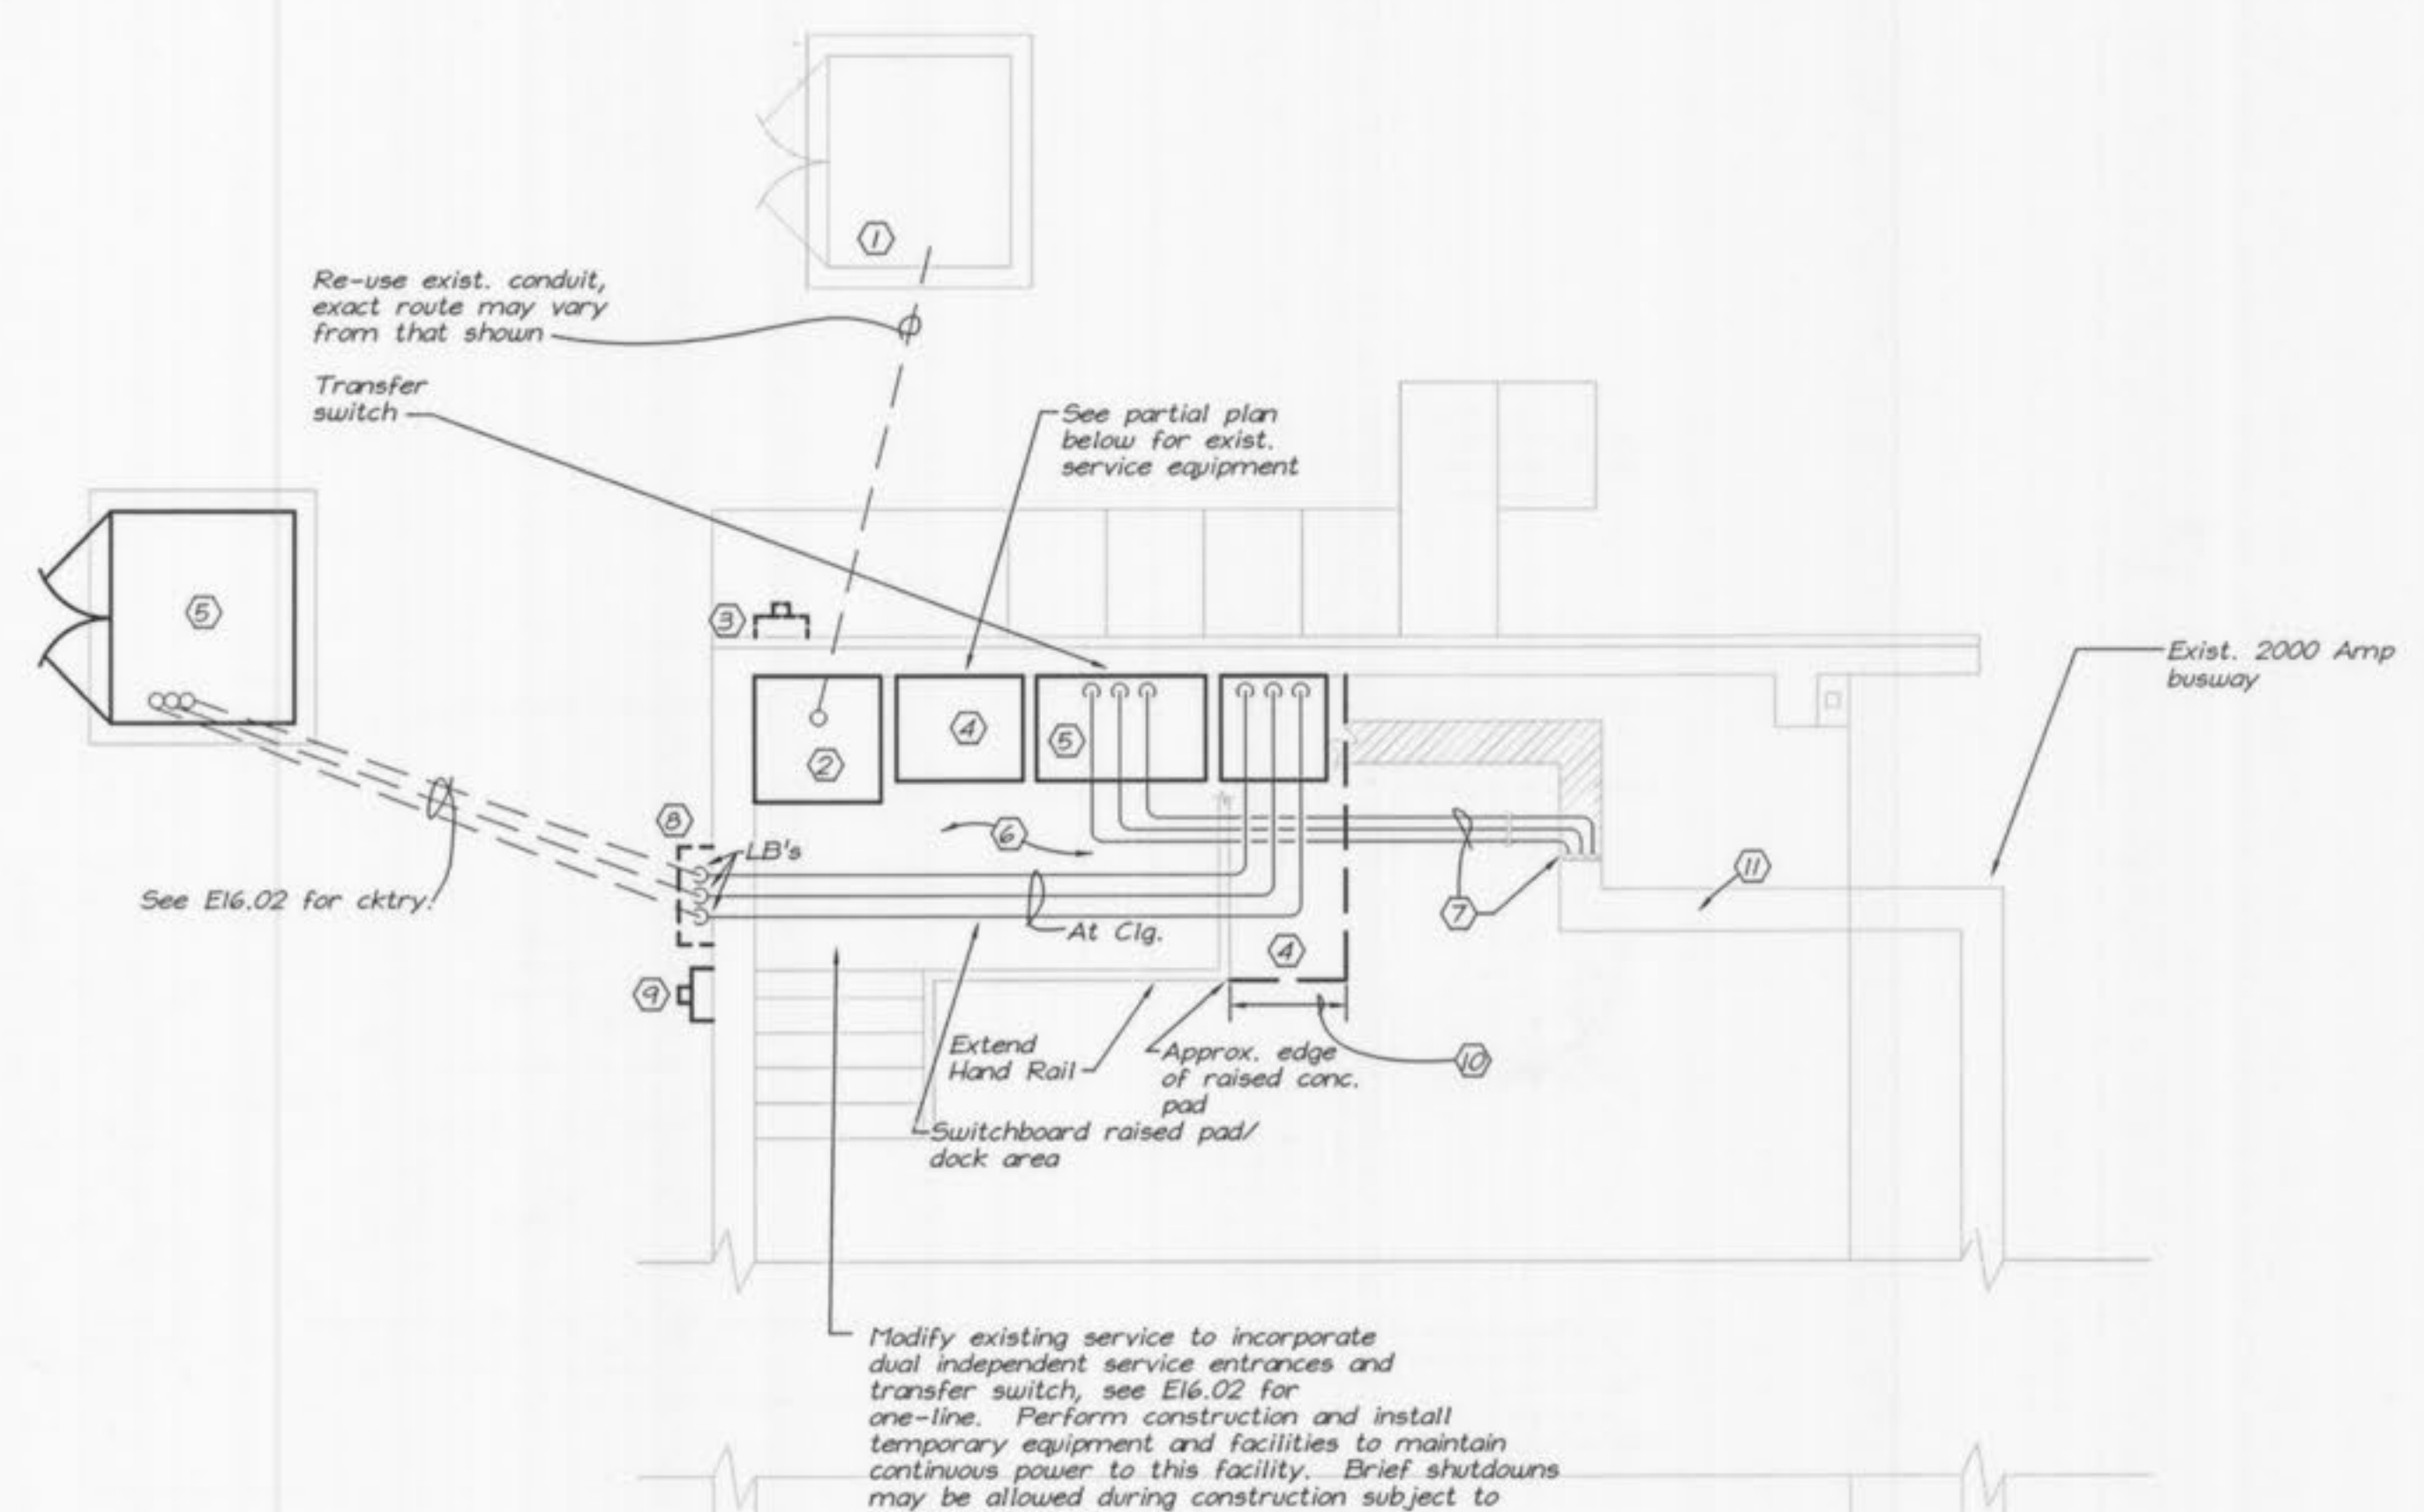 1
Re-use exist. conduit,
exact route may vary
from that shown
Transfer
switch
See partial plan
below for exist.
service equipment
5
3
Exist. 2000 Amp
busway
4
5
2
8
6
LB's
11
See E16.02 for cktry.
7
At Clg.
4
9
Extend
Hand Rail
Approx. edge
of raised conc.
pad
10
Switchboard raised pad/
dock area
Modify existing service to incorporate
dual independent service entrances and
transfer switch, see E16.02 for
one-line. Perform construction and install
temporary equipment and facilities to maintain
continuous power to this facility. Brief shutdowns
may be allowed during construction subject to